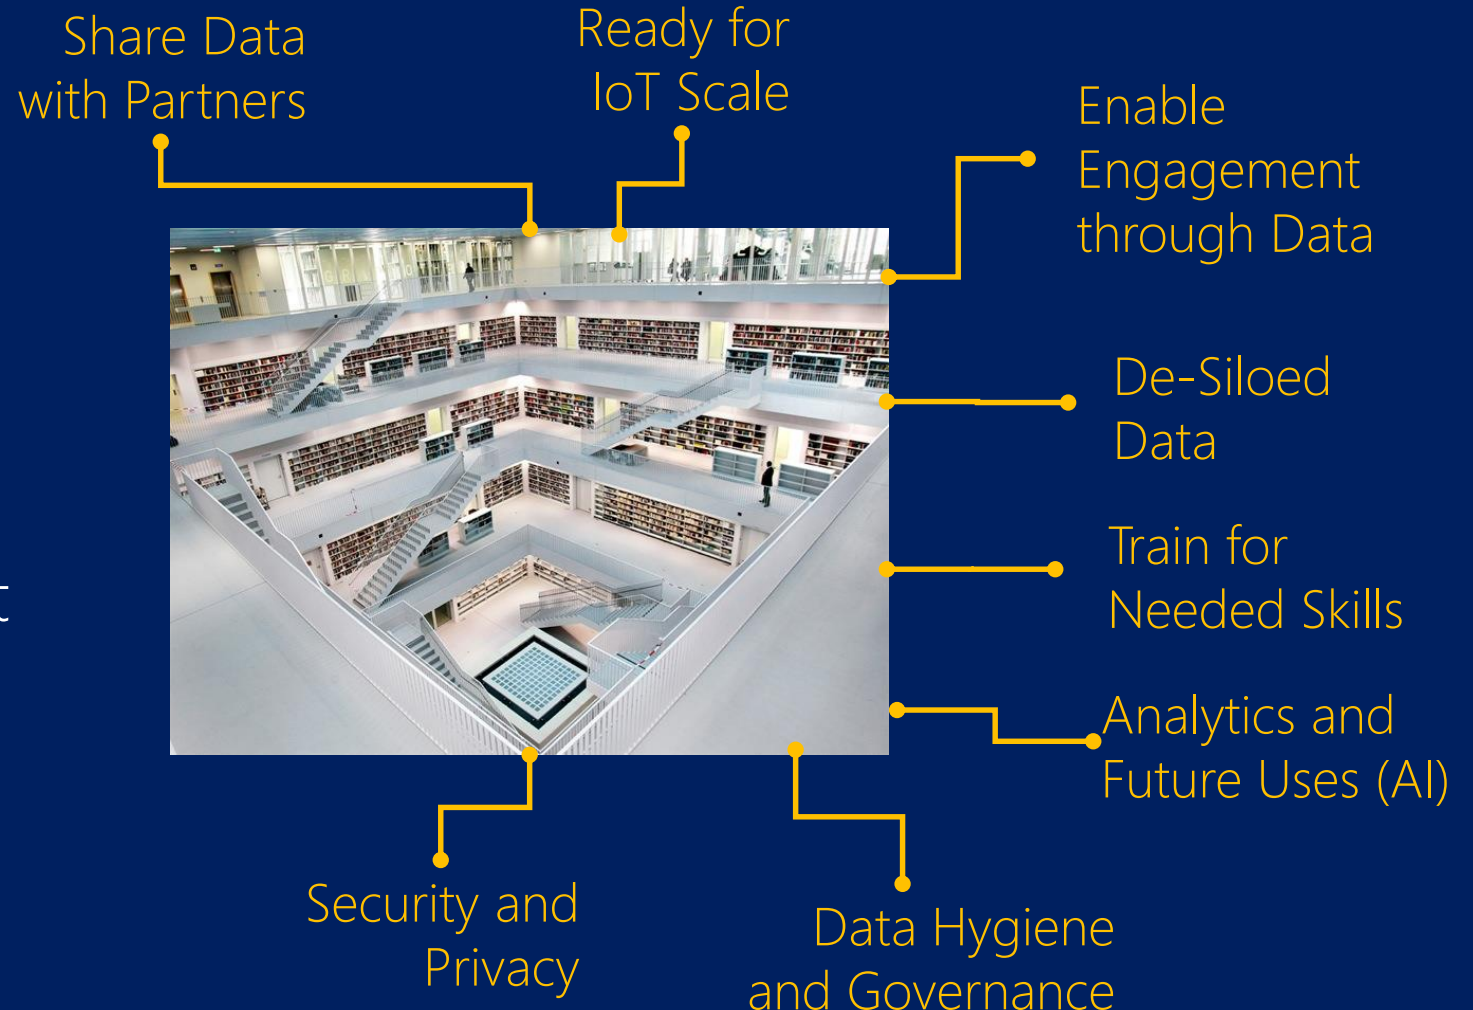 Share Data
with Partners
Ready for
IoT Scale
Enable
Engagement
through Data
De-Siloed
Data
Train for
Needed Skills
Analytics and
Future Uses (AI)
Data Hygiene
and Governance
Security and
Privacy
t